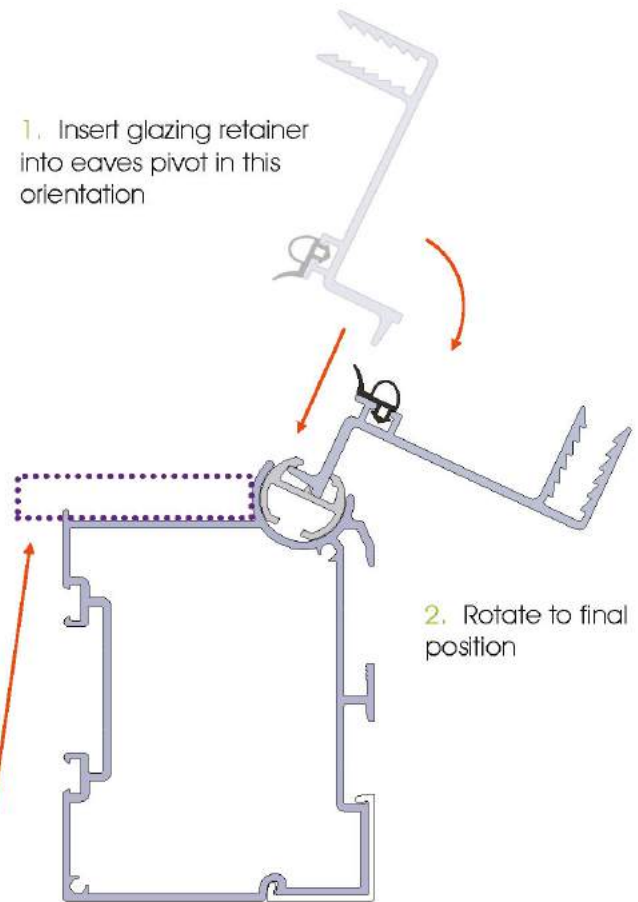 1. Insert glazing retainer
into eaves pivot in this
orientation
2. Rotate to final
position